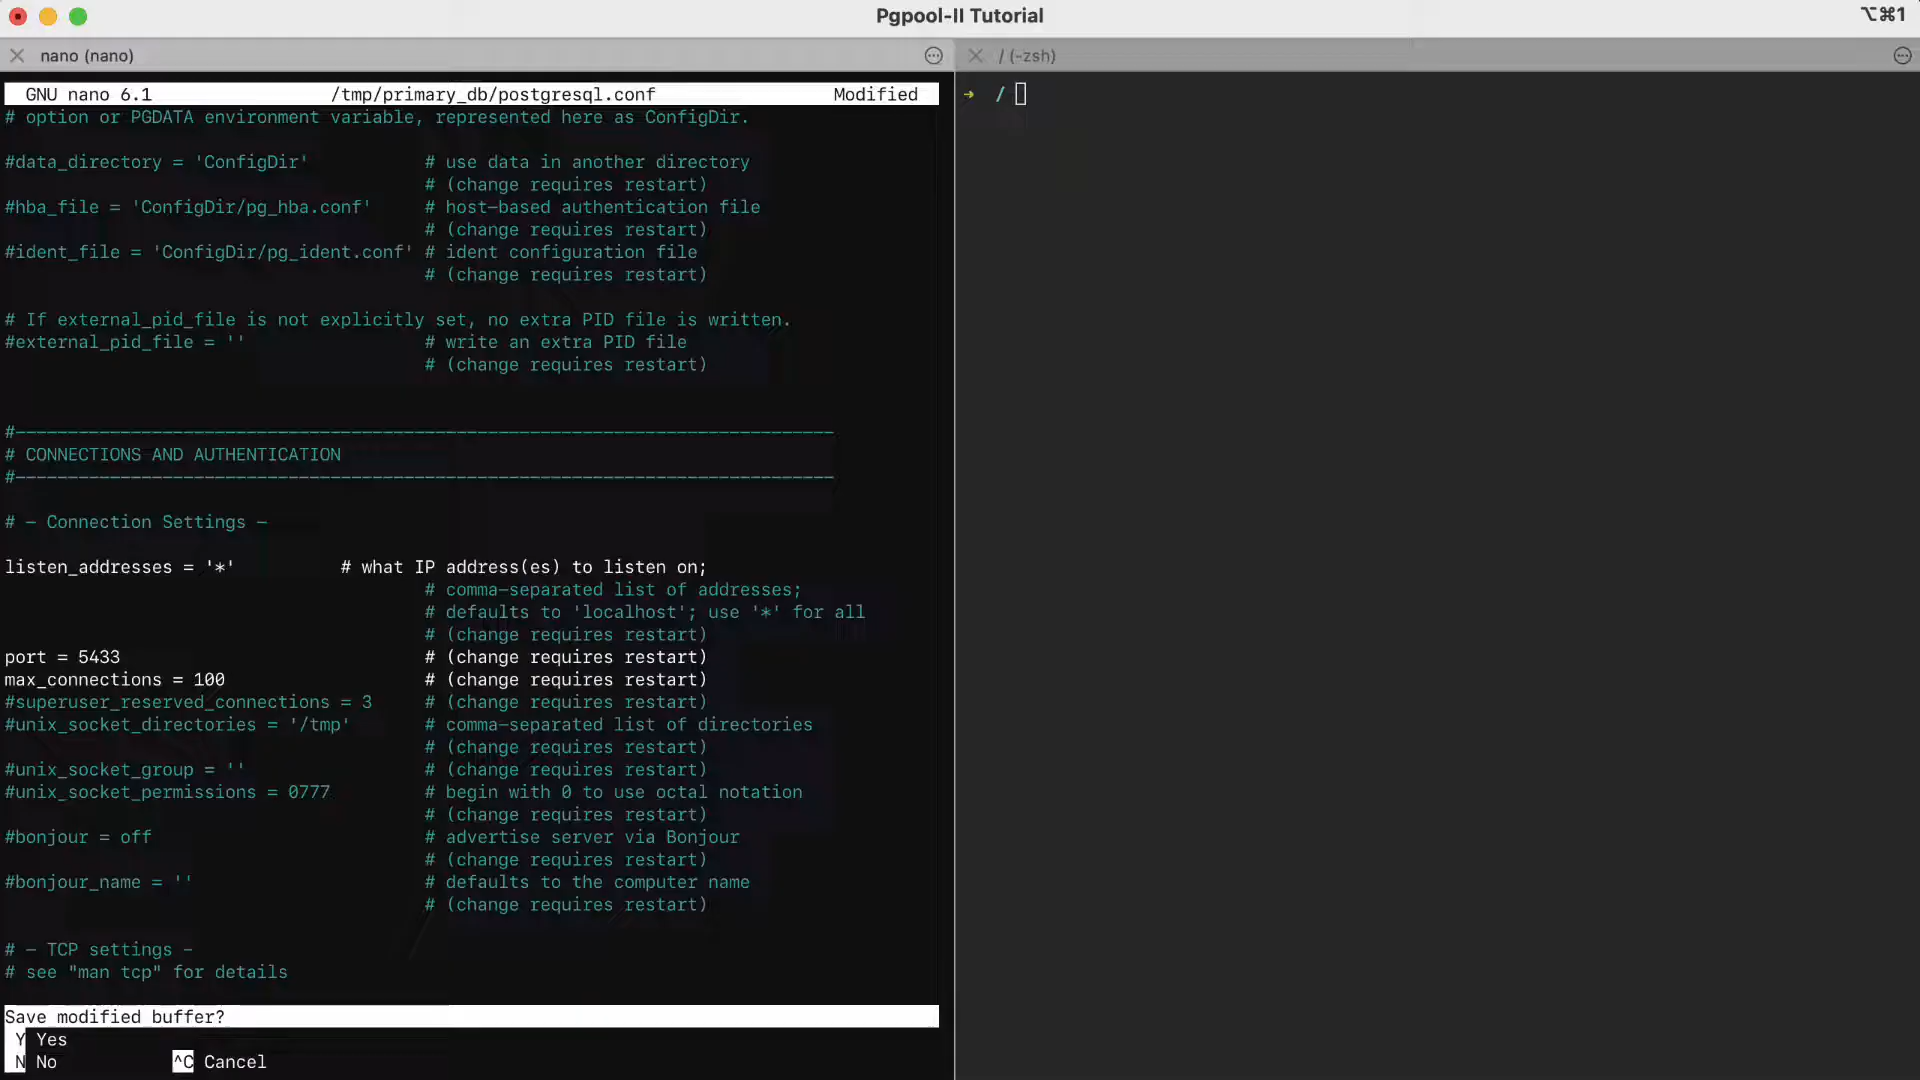 Pgpool-II Tutorial
⌥⌘1
nano (nano)
/ (-zsh)
GNU nano 6.1 /tmp/primary_db/postgresql.conf Modified
➜ /
# option or PGDATA environment variable, represented here as ConfigDir.
#data_directory = 'ConfigDir' # use data in another directory
# (change requires restart)
#hba_file = 'ConfigDir/pg_hba.conf' # host-based authentication file
# (change requires restart)
#ident_file = 'ConfigDir/pg_ident.conf' # ident configuration file
# (change requires restart)
# If external_pid_file is not explicitly set, no extra PID file is written.
#external_pid_file = '' # write an extra PID file
# (change requires restart)
#------------------------------------------------------------------------------
# CONNECTIONS AND AUTHENTICATION
#------------------------------------------------------------------------------
# - Connection Settings -
listen_addresses = '*' # what IP address(es) to listen on;
# comma-separated list of addresses;
# defaults to 'localhost'; use '*' for all
# (change requires restart)
port = 5433 # (change requires restart)
max_connections = 100 # (change requires restart)
#superuser_reserved_connections = 3 # (change requires restart)
#unix_socket_directories = '/tmp' # comma-separated list of directories
# (change requires restart)
#unix_socket_group = '' # (change requires restart)
#unix_socket_permissions = 0777 # begin with 0 to use octal notation
# (change requires restart)
#bonjour = off # advertise server via Bonjour
# (change requires restart)
#bonjour_name = '' # defaults to the computer name
# (change requires restart)
# - TCP settings -
# see "man tcp" for details
Save modified buffer?
Y Yes
N No ^C Cancel